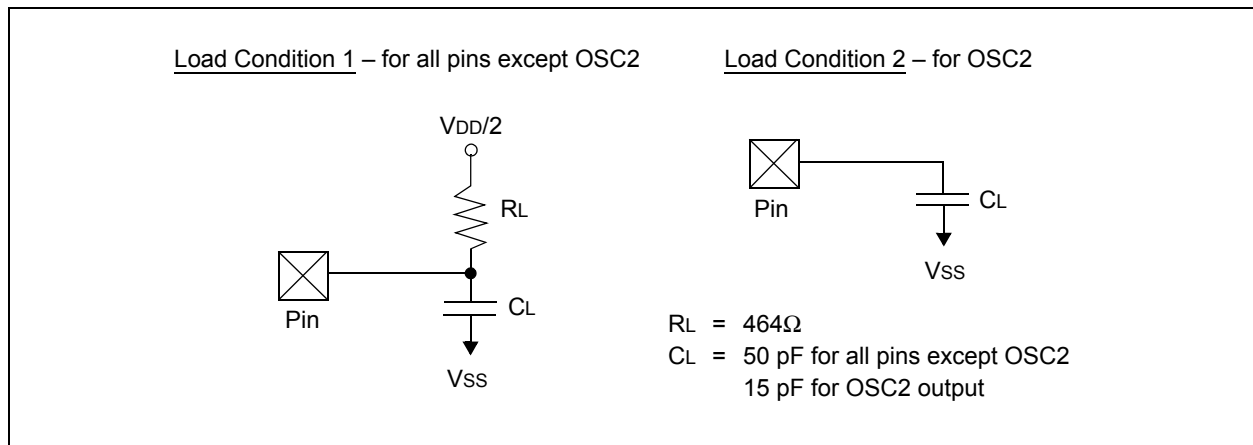 Load Condition 1 – for all pins except OSC2
VDD/2
RL
Pin
CL
VSS
Load Condition 2 – for OSC2
Pin
CL
VSS
RL = 464Ω
CL = 50 pF for all pins except OSC2
15 pF for OSC2 output